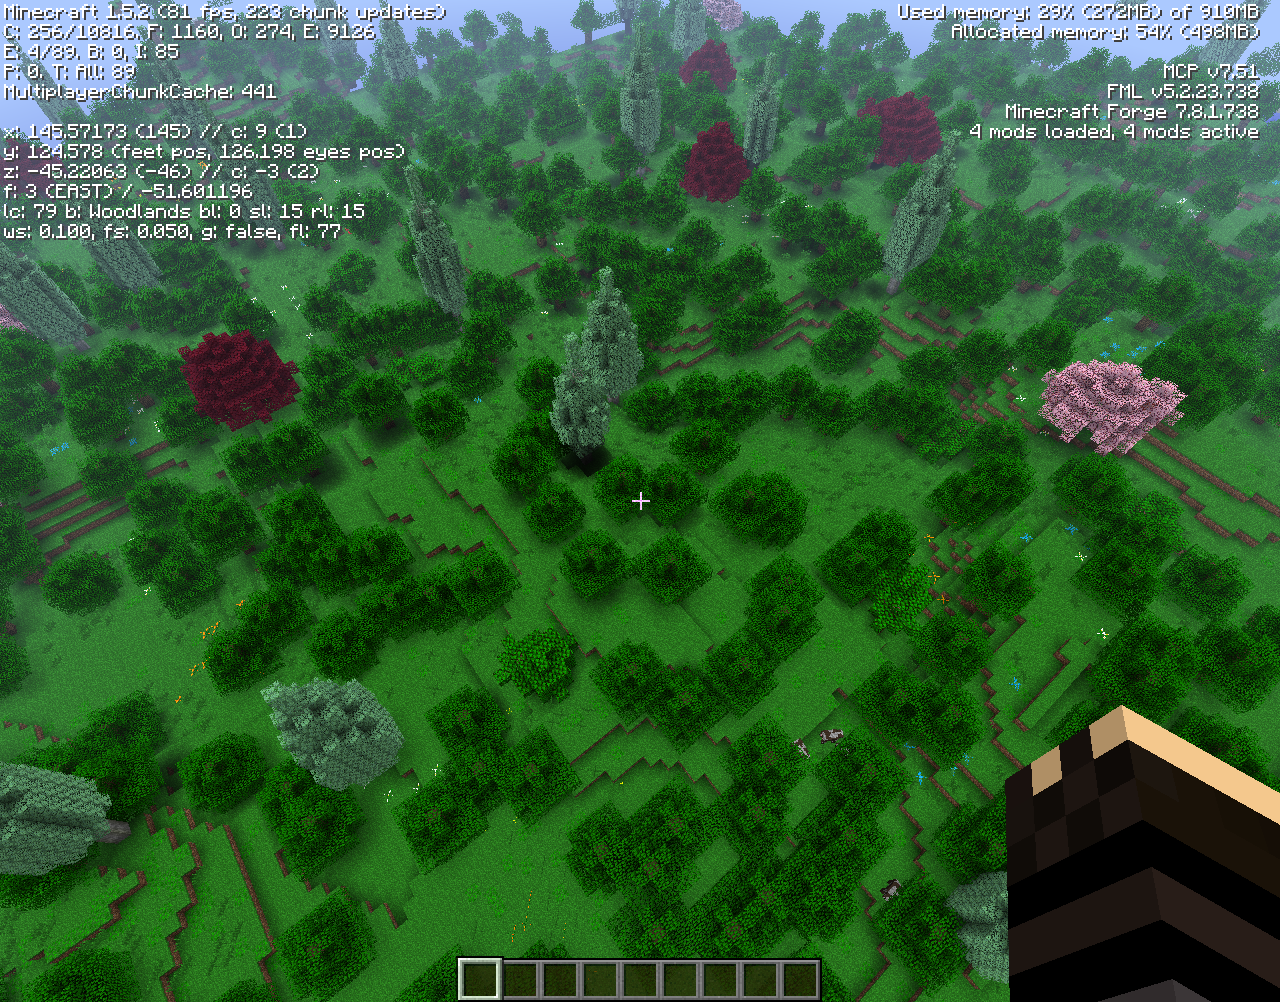 Minecraft 1.5.2 (81 fps, 223 chunk updates)
C: 256/10816. F: 1160, O: 274, E: 9126
E: 4/89. B: 0, I: 85
P: 0. T: All: 89
MultiplayerChunkCache: 441
x: 145.57173 (145) // c: 9 (1)
y: 124.578 (feet pos, 126.198 eyes pos)
z: -45.22063 (-46) // c: -3 (2)
f: 3 (EAST) / -51.601196
lc: 79 b: Woodlands bl: 0 sl: 15 rl: 15
ws: 0.100, fs: 0.050, g: false, fl: 77
Used memory: 29% (272MB) of 910MB
Allocated memory: 54% (498MB)
MCP v7.51
FML v5.2.23.738
Minecraft Forge 7.8.1.738
4 mods loaded, 4 mods active